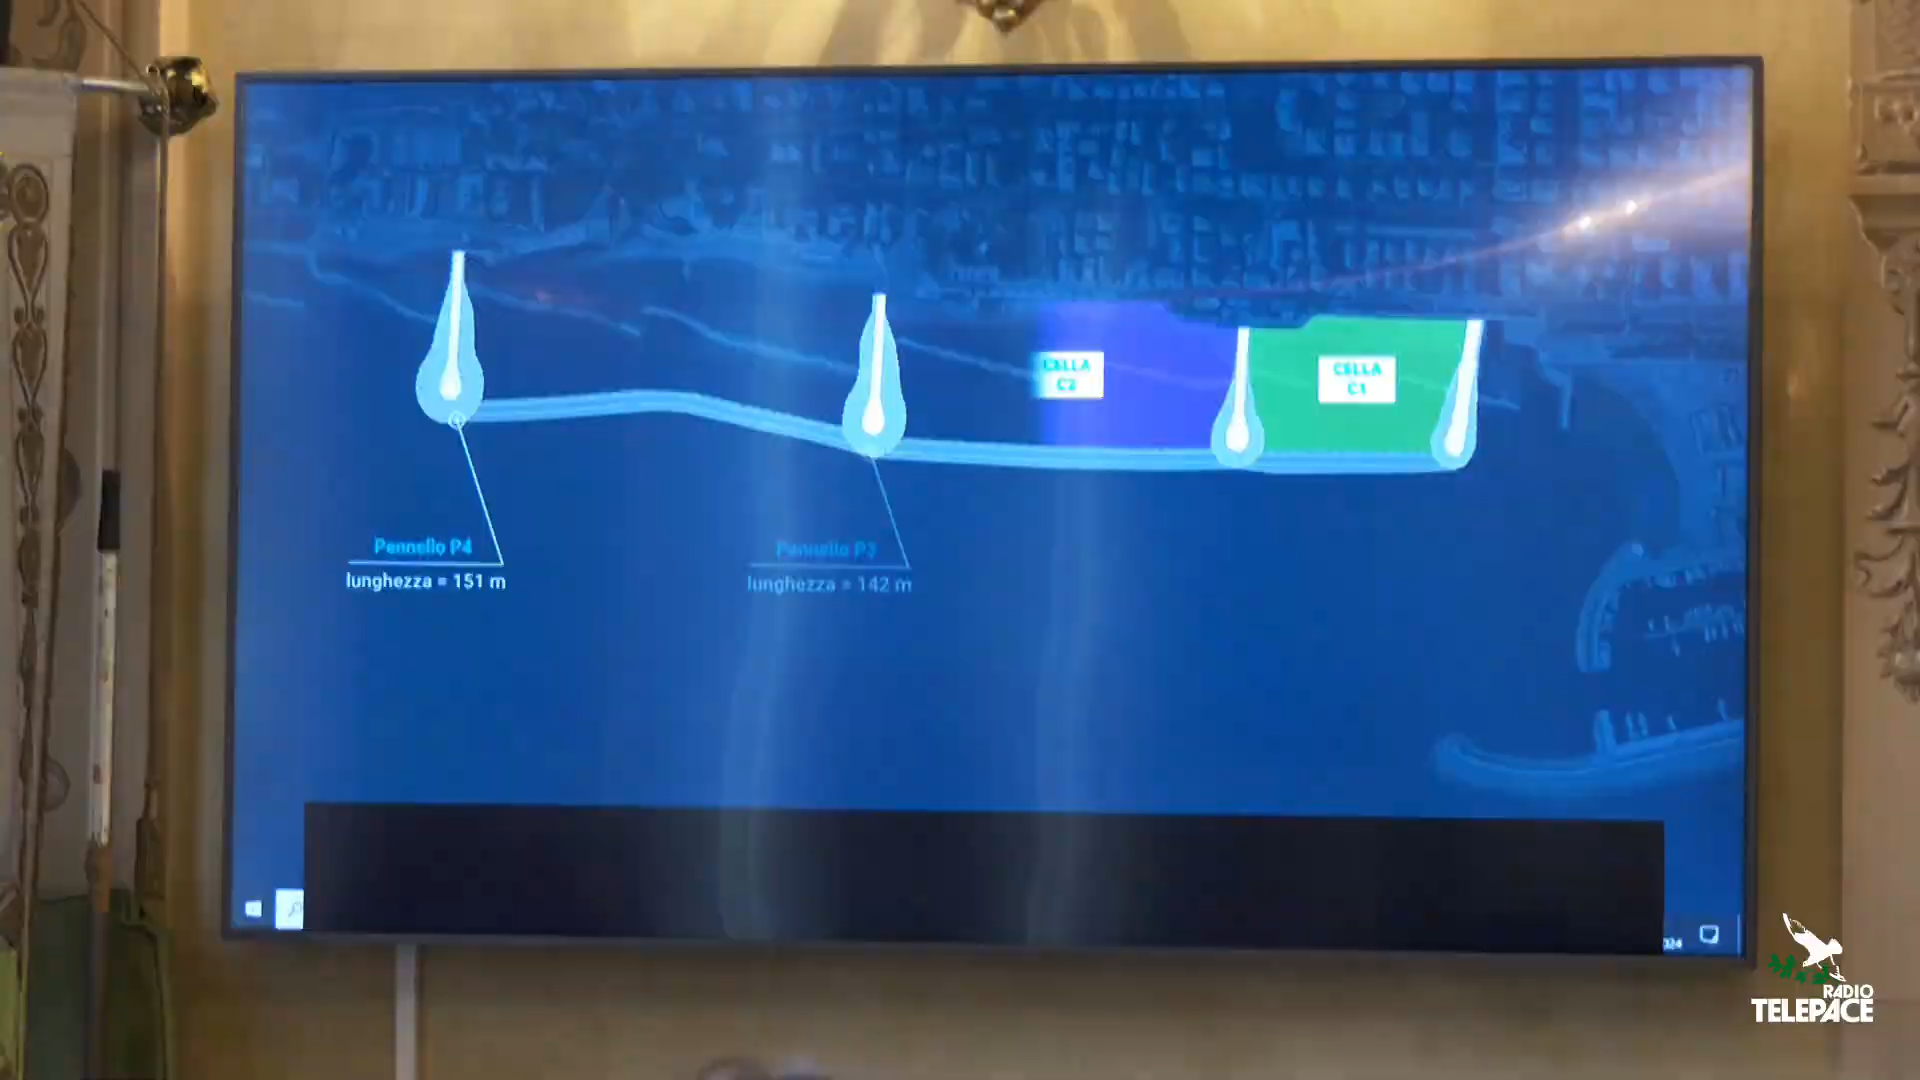 CELLA
C2
CELLA
C1
Pennello P4
lunghezza = 151 m
Pennello P3
lunghezza = 142 m
RADIO
TELEPACE